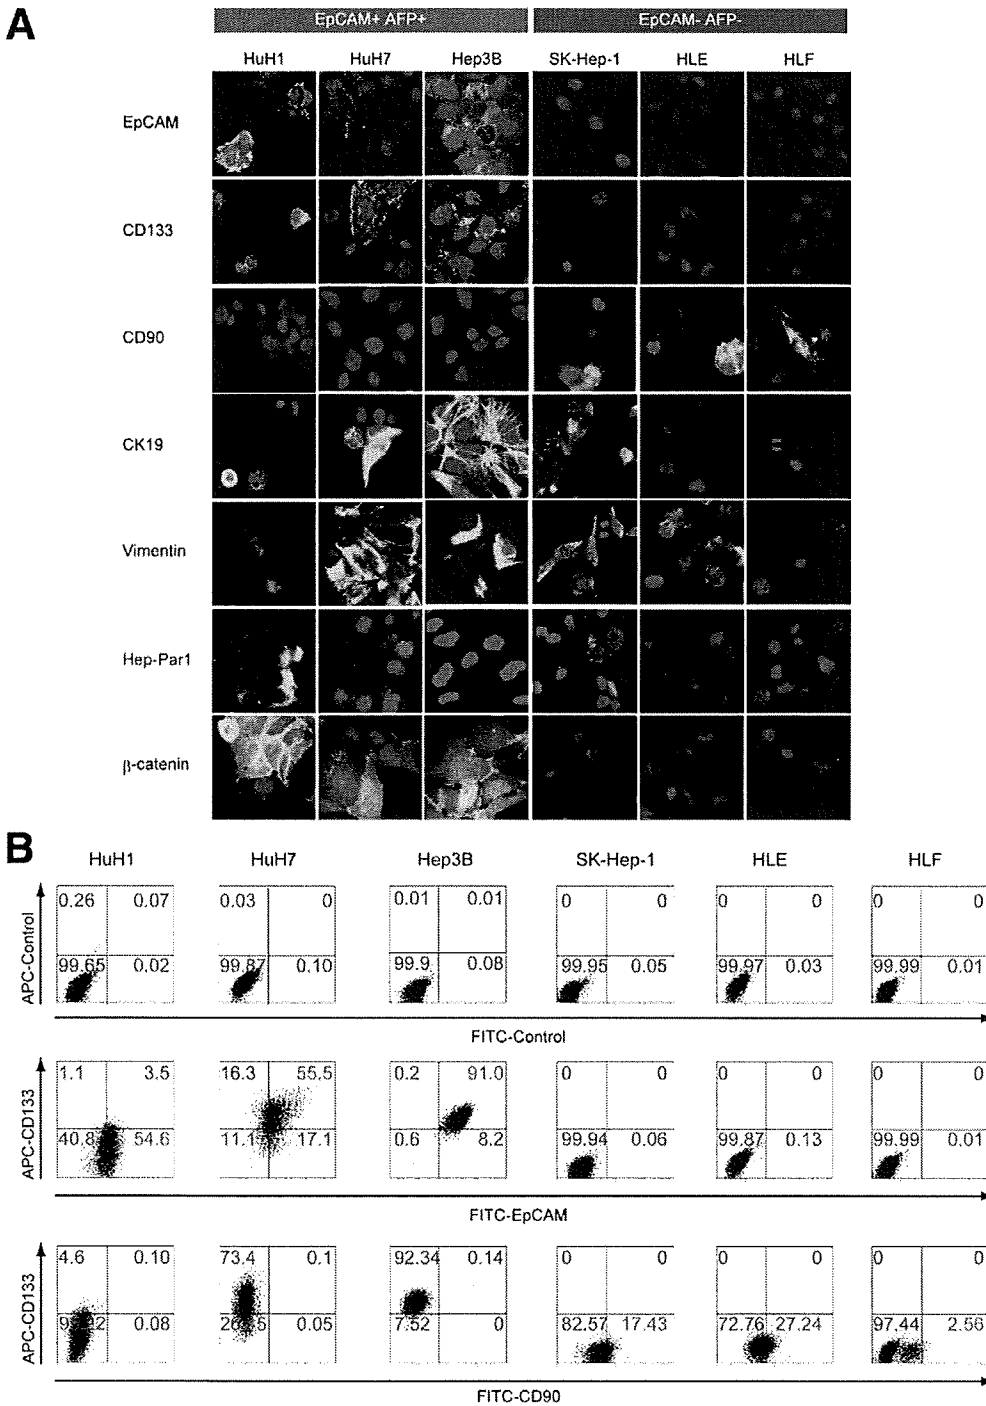 A
EpCAM+ AFP+ EpCAM- AFP-
HuH1 HuH7 Hep3B SK-Hep-1 HLE HLF
EpCAM
CD133
CD90
CK19
Vimentin
Hep-Par1
β-catenin
B
HuH1 HuH7 Hep3B SK-Hep-1 HLE HLF
APC-Control
0.26 0.07 0.03 0 0.01 0.01 0 0 0 0 0 0
99.65 0.02 99.87 0.10 99.9 0.08 99.95 0.05 99.97 0.03 99.99 0.01
FITC-Control
APC-CD133
1.1 3.5 16.3 55.5 0.2 91.0 0 0 0 0 0 0
40.8 54.6 11.1 17.1 0.6 8.2 99.94 0.06 99.87 0.13 99.99 0.01
FITC-EpCAM
APC-CD133
4.6 0.10 73.4 0.1 92.34 0.14 0 0 0 0 0 0
0.08 0.05 7.52 0 82.57 17.43 72.76 27.24 97.44 2.56
FITC-CD90